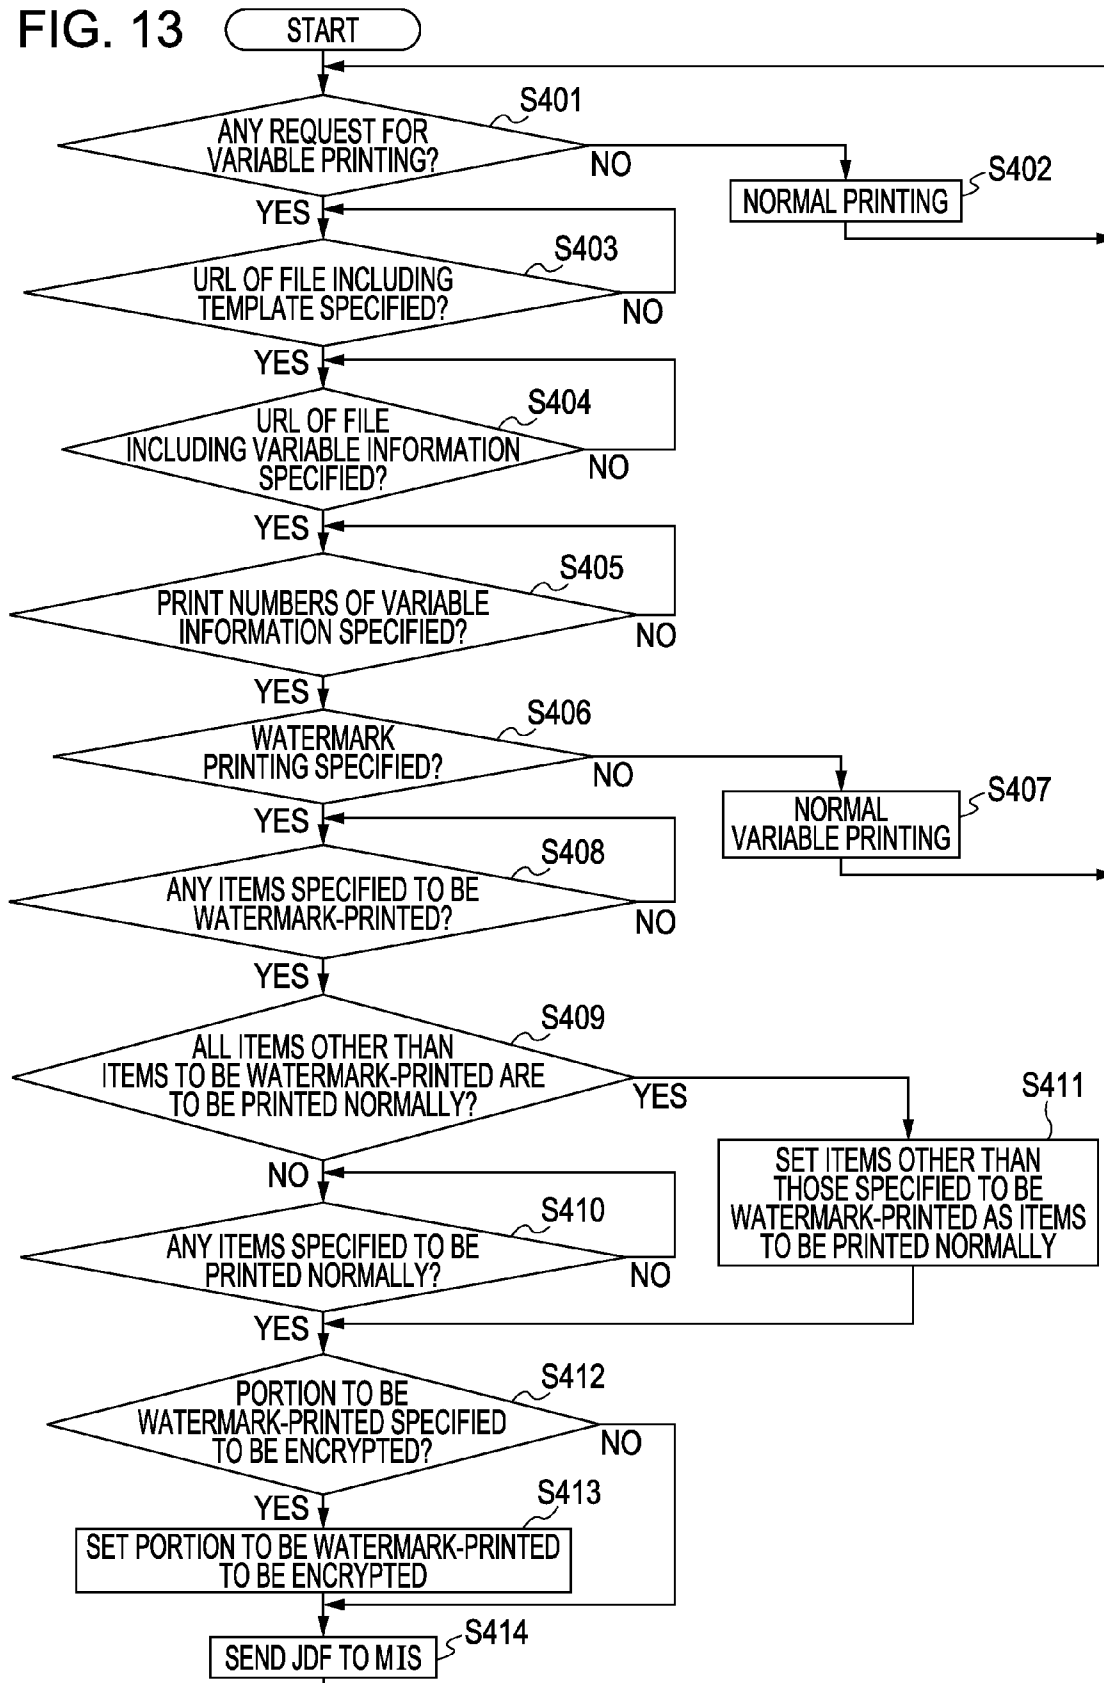 FIG. 13
START
S401
ANY REQUEST FOR
VARIABLE PRINTING?
NO
S402
NORMAL PRINTING
YES
S403
URL OF FILE INCLUDING
TEMPLATE SPECIFIED?
NO
YES
S404
URL OF FILE
INCLUDING VARIABLE INFORMATION
SPECIFIED?
NO
YES
S405
PRINT NUMBERS OF VARIABLE
INFORMATION SPECIFIED?
NO
YES
S406
WATERMARK
PRINTING SPECIFIED?
NO
S407
NORMAL
VARIABLE PRINTING
YES
S408
ANY ITEMS SPECIFIED TO BE
WATERMARK-PRINTED?
NO
YES
S409
ALL ITEMS OTHER THAN
ITEMS TO BE WATERMARK-PRINTED ARE
TO BE PRINTED NORMALLY?
YES
S411
SET ITEMS OTHER THAN
THOSE SPECIFIED TO BE
WATERMARK-PRINTED AS ITEMS
TO BE PRINTED NORMALLY
NO
S410
ANY ITEMS SPECIFIED TO BE
PRINTED NORMALLY?
NO
YES
S412
PORTION TO BE
WATERMARK-PRINTED SPECIFIED
TO BE ENCRYPTED?
NO
YES
S413
SET PORTION TO BE WATERMARK-PRINTED
TO BE ENCRYPTED
S414
SEND JDF TO MIS